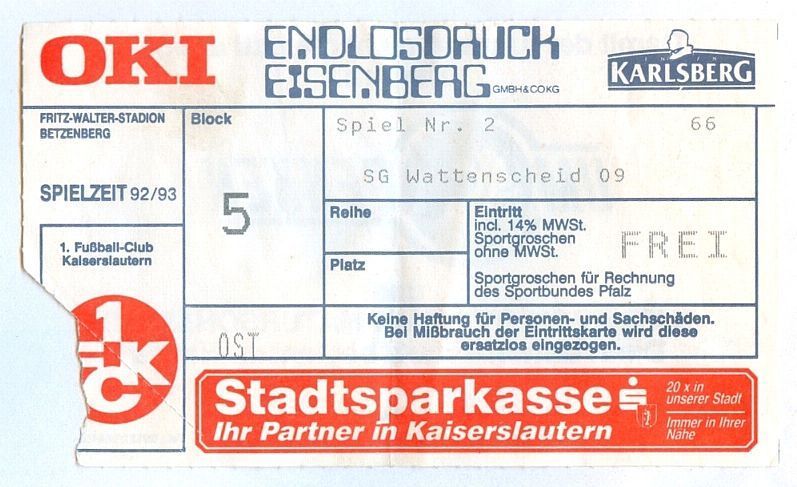 OKI
ENDLOSDRUCK
EISENBERG GMBH&CO KG
IN IN
KARLSBERG
FRITZ-WALTER-STADION
BETZENBERG
SPIELZEIT 92/93
1. Fußball-Club
Kaiserslautern
1
FCK
Block
5
OST
Spiel Nr. 2 66
SG Wattenscheid 09
Reihe
Platz
Eintritt
incl. 14% MWSt.
Sportgroschen
ohne MWSt.
FREI
Sportgroschen für Rechnung
des Sportbundes Pfalz
Keine Haftung für Personen- und Sachschäden.
Bei Mißbrauch der Eintrittskarte wird diese
ersatzlos eingezogen.
Stadtsparkasse
Ihr Partner in Kaiserslautern
20 x in
unserer Stadt
Immer in Ihrer
Nähe